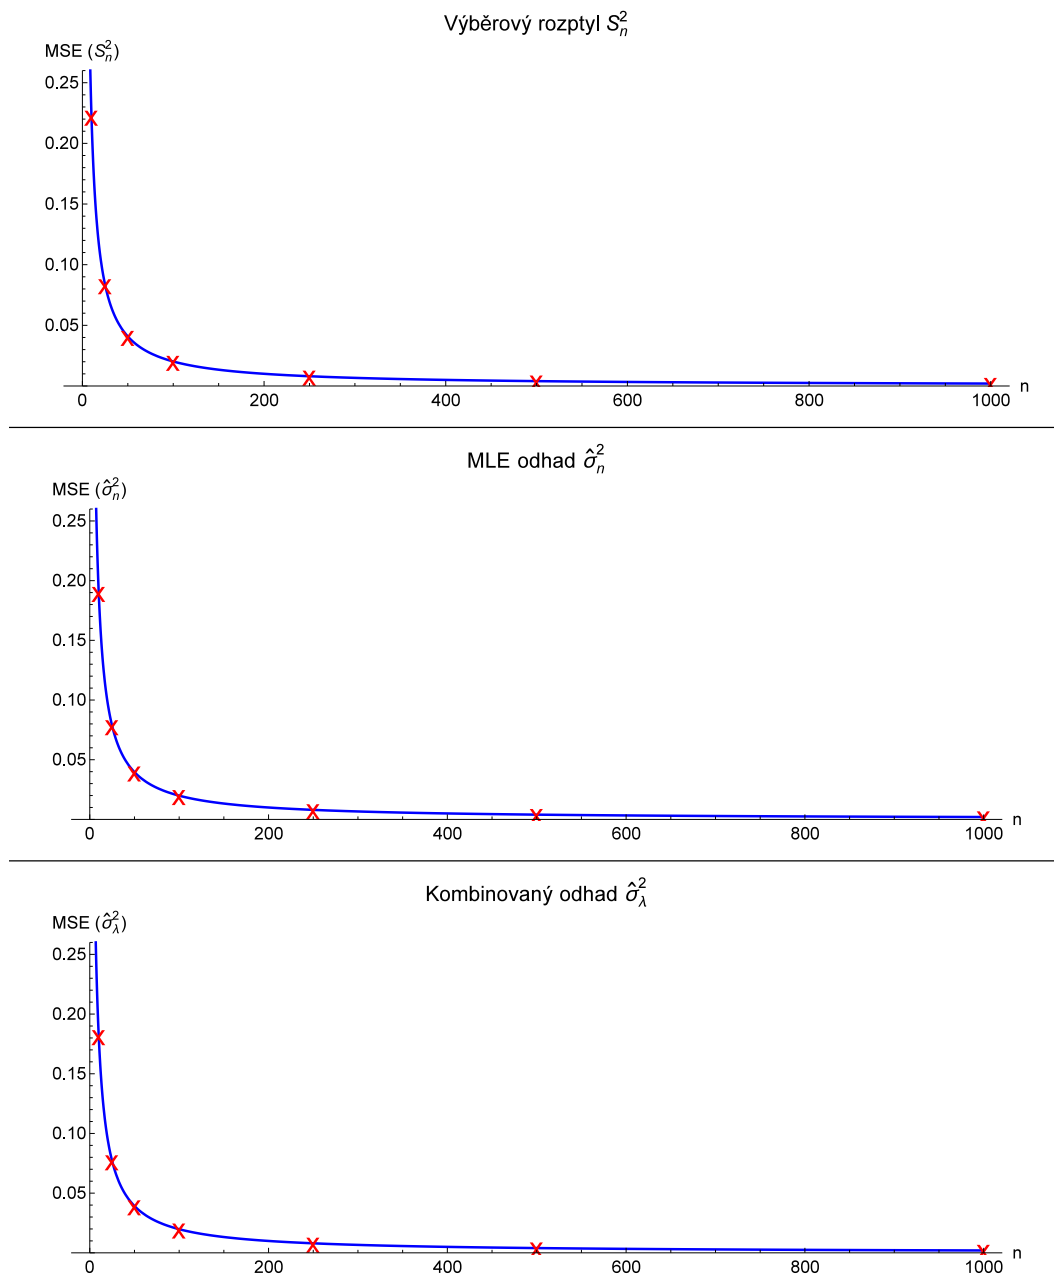 Výběrový rozptyl S_n^2
MSE (S_n^2)
0.25
0.20
0.15
0.10
0.05
0 200 400 600 800 1000 n
MLE odhad σ̂_n^2
MSE (σ̂_n^2)
0.25
0.20
0.15
0.10
0.05
0 200 400 600 800 1000 n
Kombinovaný odhad σ̂_λ^2
MSE (σ̂_λ^2)
0.25
0.20
0.15
0.10
0.05
0 200 400 600 800 1000 n